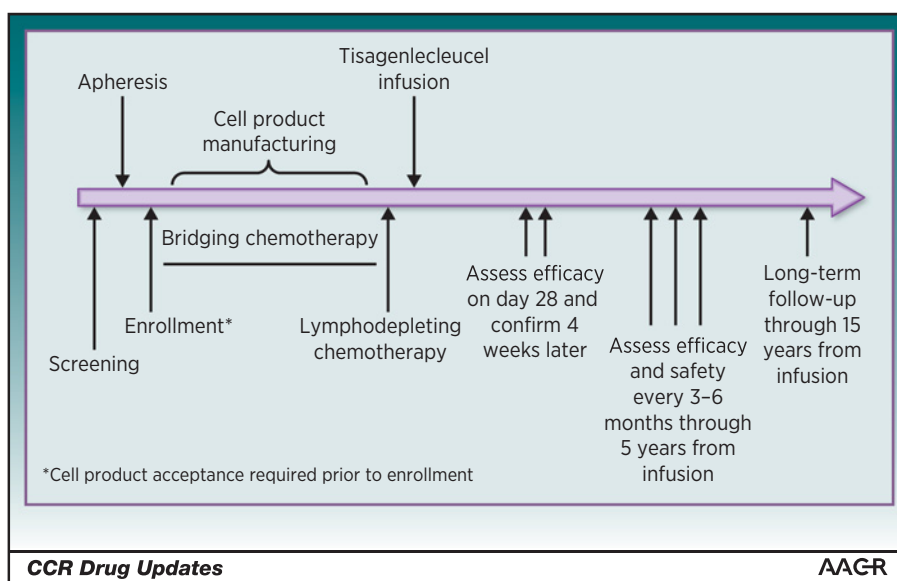 Tisagenlecleucel
infusion
Apheresis
Cell product
manufacturing
Bridging chemotherapy
Enrollment*
Screening
Lymphodepleting
chemotherapy
Assess efficacy
on day 28 and
confirm 4
weeks later
Assess efficacy
and safety
every 3–6
months through
5 years from
infusion
Long-term
follow-up
through 15
years from
infusion
*Cell product acceptance required prior to enrollment
CCR Drug Updates
AACR